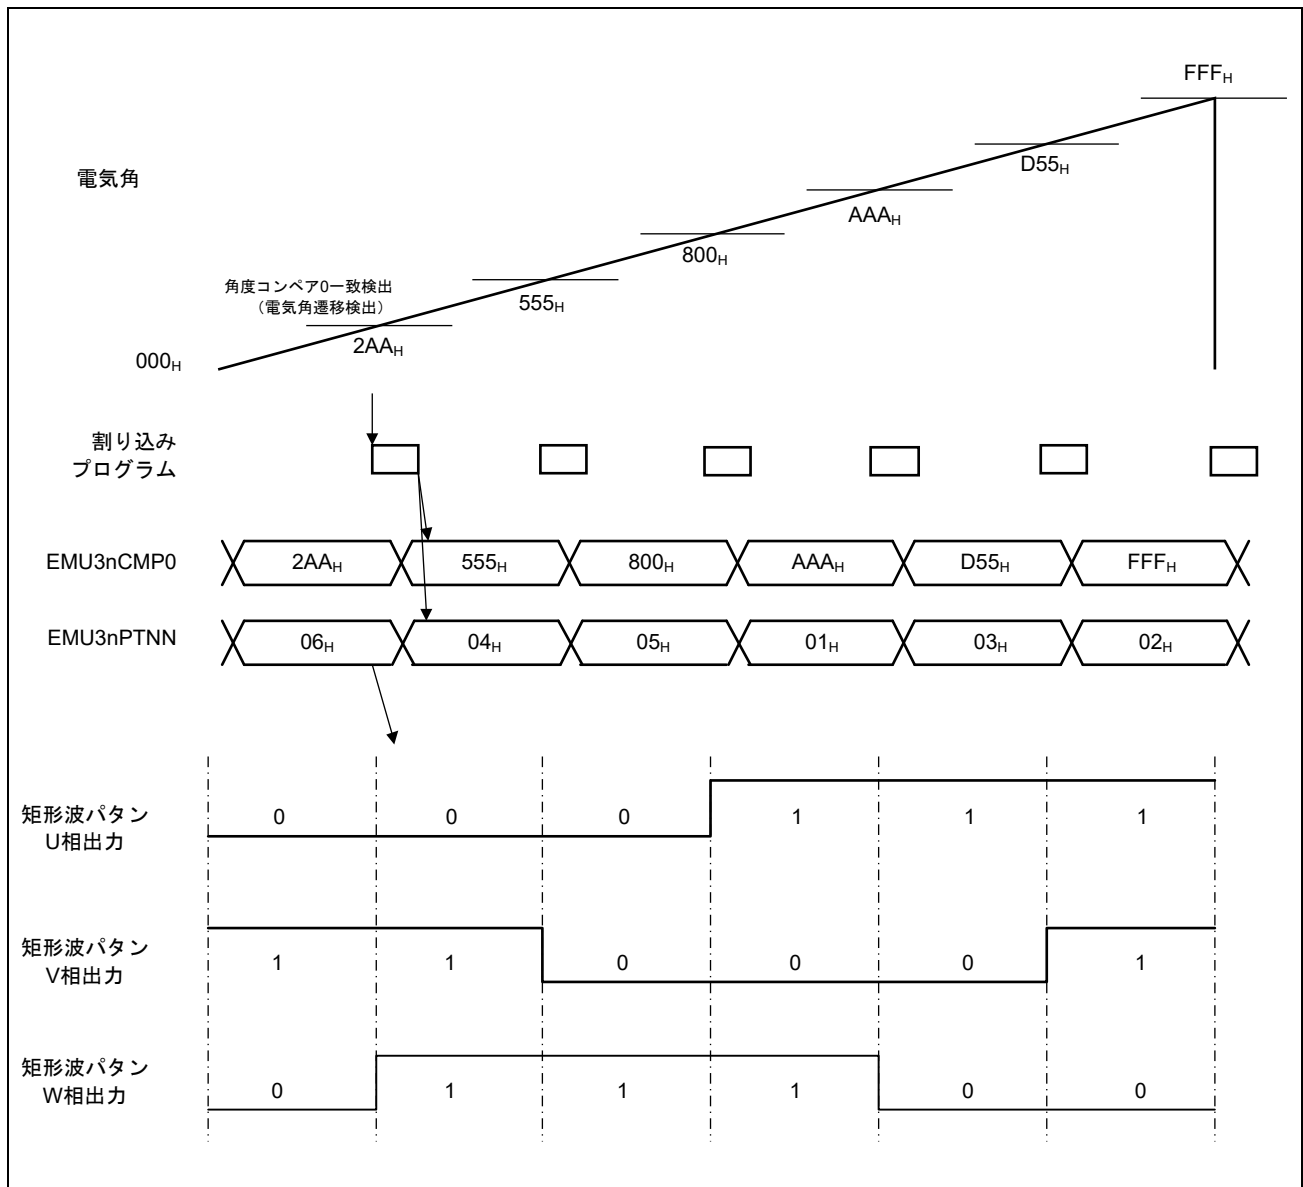 FFFH
電気角
D55H
AAAH
800H
角度コンペア0一致検出
（電気角遷移検出）
555H
2AAH
000H
割り込み
プログラム
EMU3nCMP0 2AAH 555H 800H AAAH D55H FFFH
EMU3nPTNN 06H 04H 05H 01H 03H 02H
矩形波パタン
U相出力
0 0 0 1 1 1
矩形波パタン
V相出力
1 1 0 0 0 1
矩形波パタン
W相出力
0 1 1 1 0 0